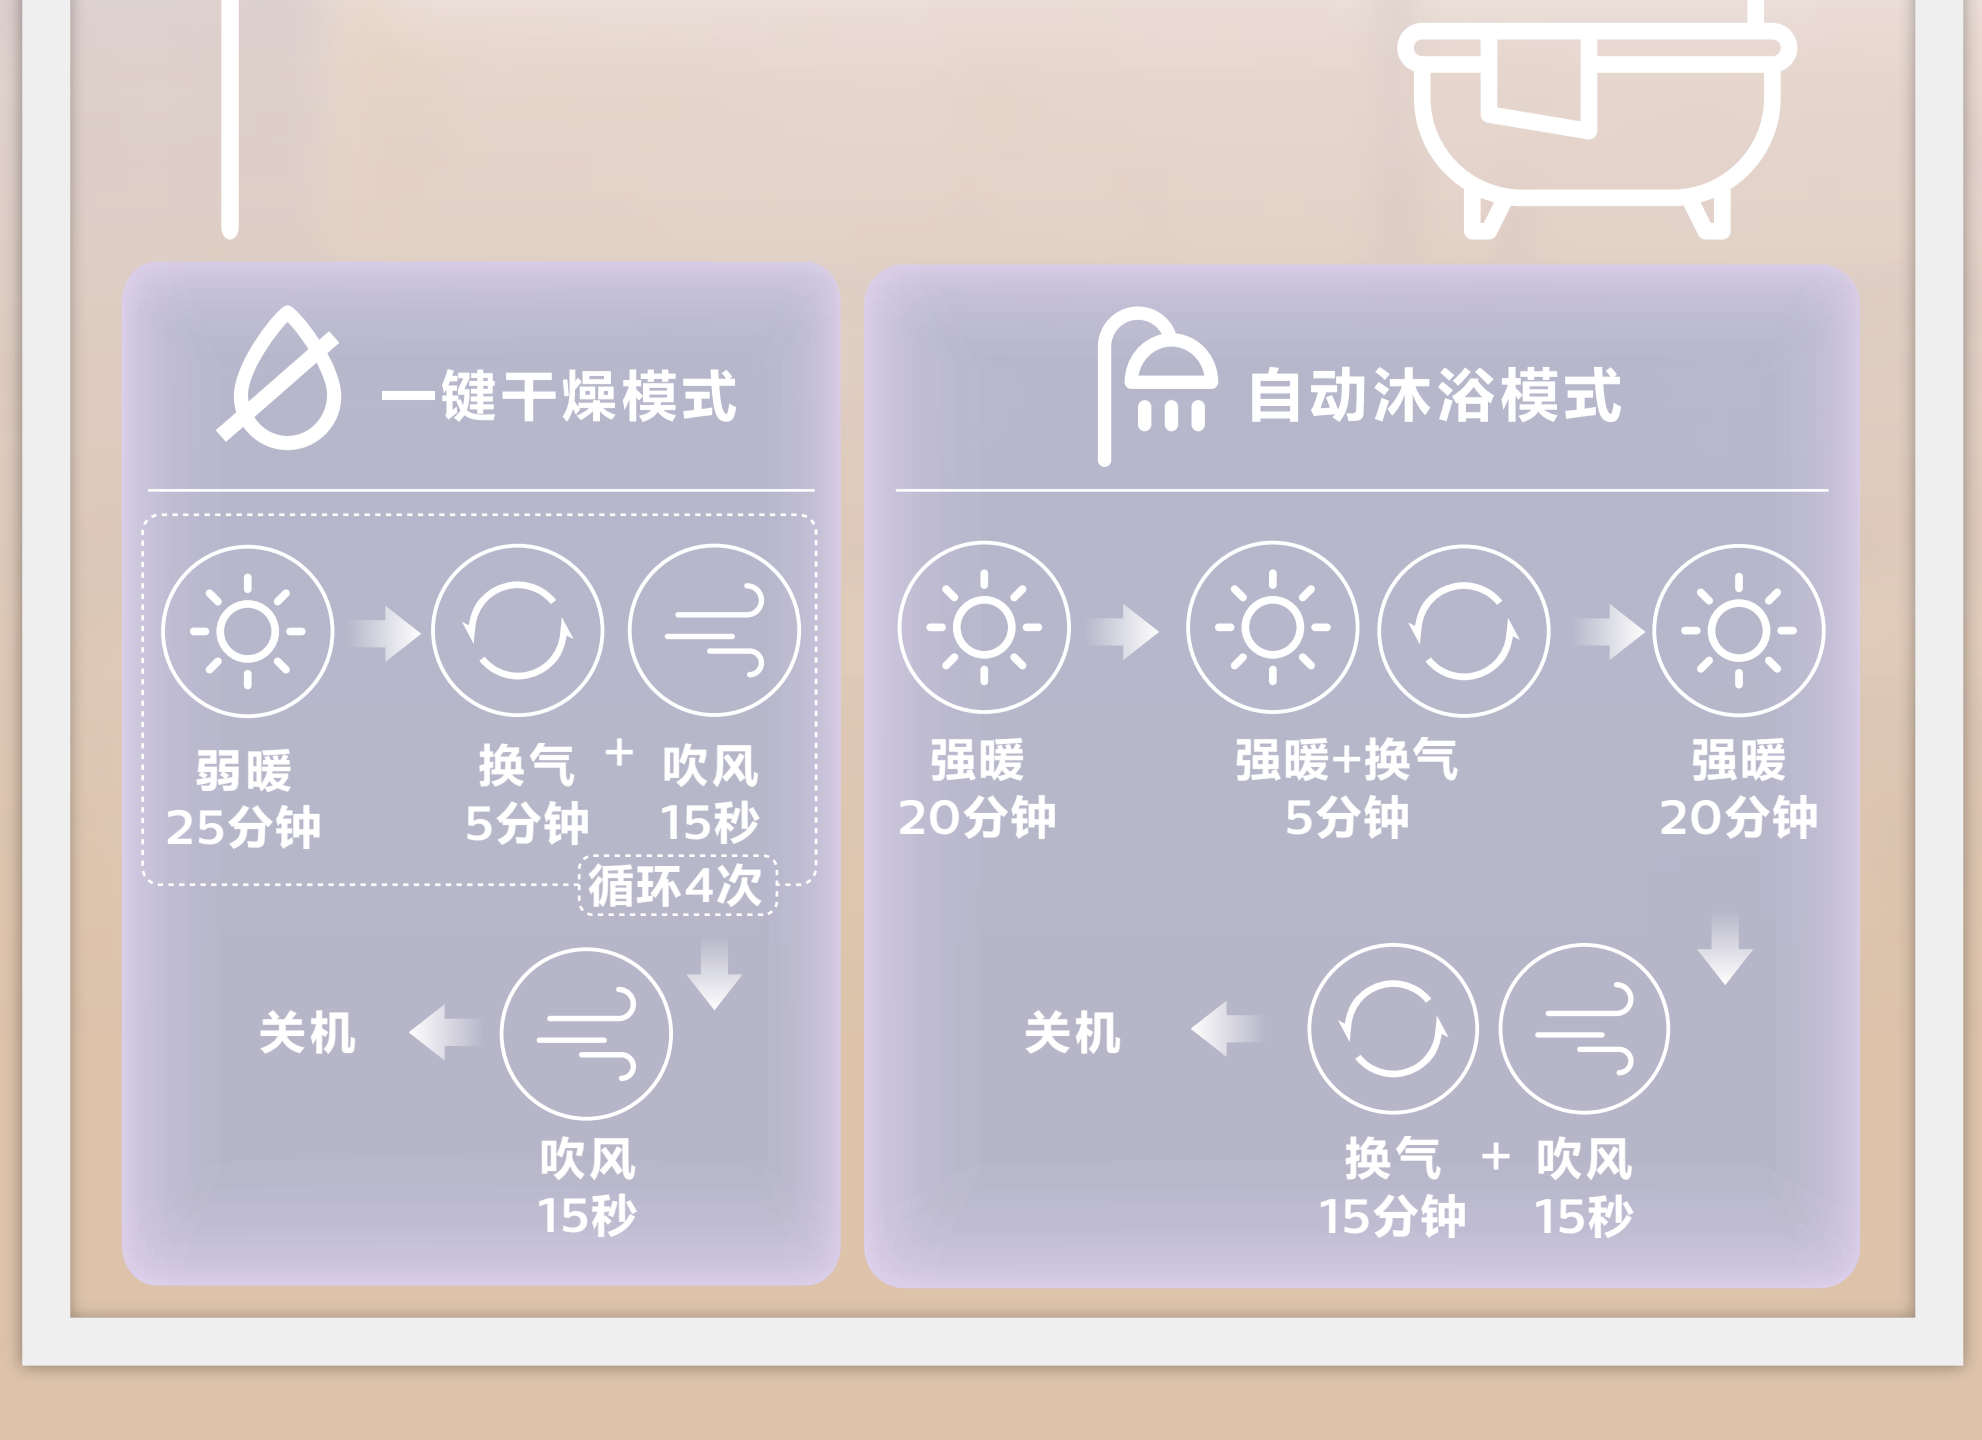 一键干燥模式
弱暖
25分钟
换气 + 吹风
5分钟 15秒
循环4次
关机
吹风
15秒
自动沐浴模式
强暖
20分钟
强暖+换气
5分钟
强暖
20分钟
关机
换气 + 吹风
15分钟 15秒